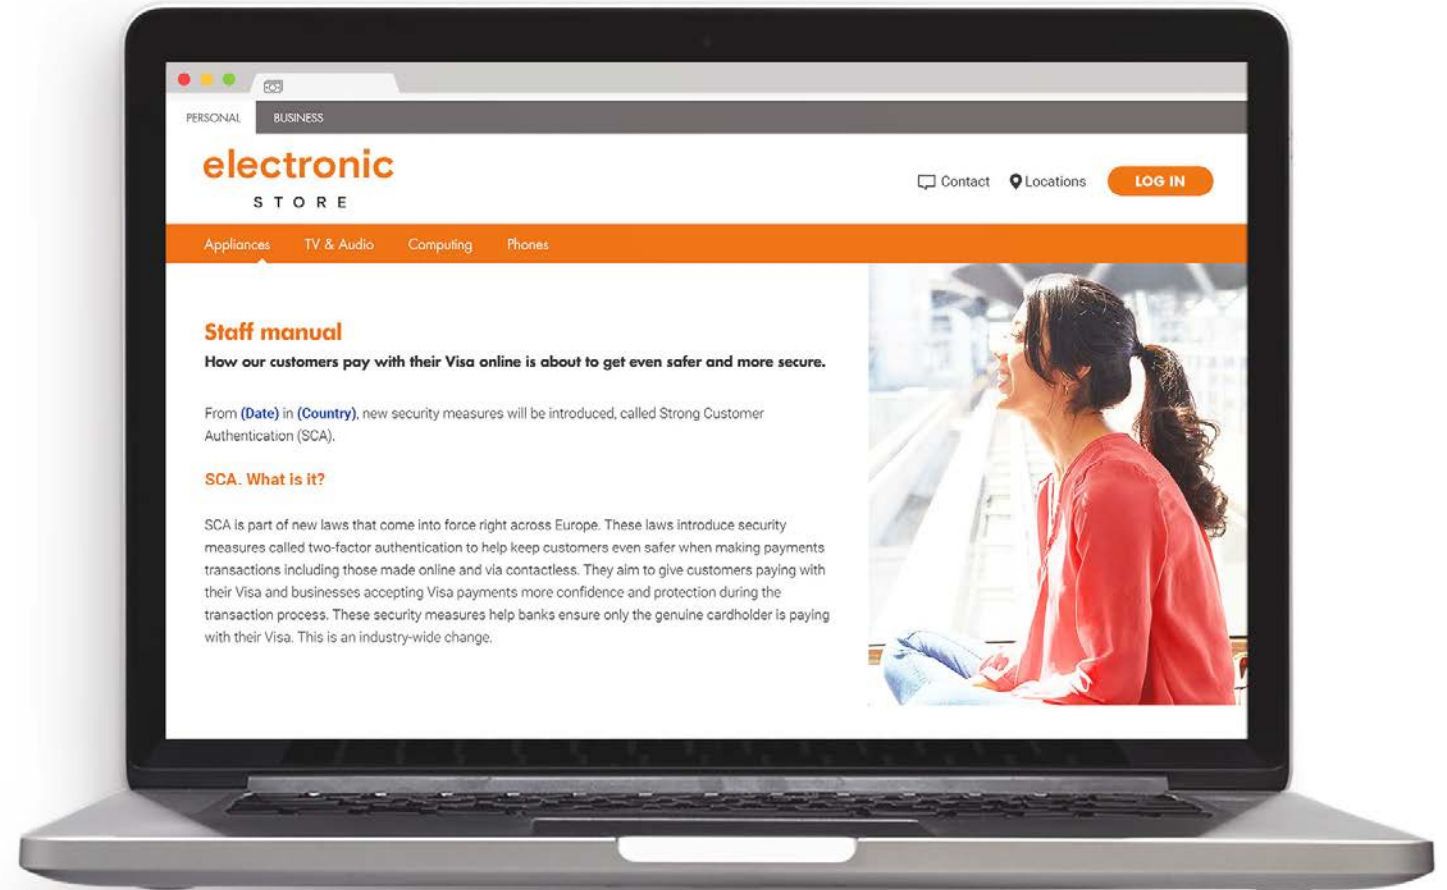 PERSONAL BUSINESS
electronic
STORE
Contact Locations LOG IN
Appliances TV & Audio Computing Phones
Staff manual
How our customers pay with their Visa online is about to get even safer and more secure.
From (Date) in (Country), new security measures will be introduced, called Strong Customer
Authentication (SCA).
SCA. What is it?
SCA is part of new laws that come into force right across Europe. These laws introduce security
measures called two-factor authentication to help keep customers even safer when making payments
transactions including those made online and via contactless. They aim to give customers paying with
their Visa and businesses accepting Visa payments more confidence and protection during the
transaction process. These security measures help banks ensure only the genuine cardholder is paying
with their Visa. This is an industry-wide change.